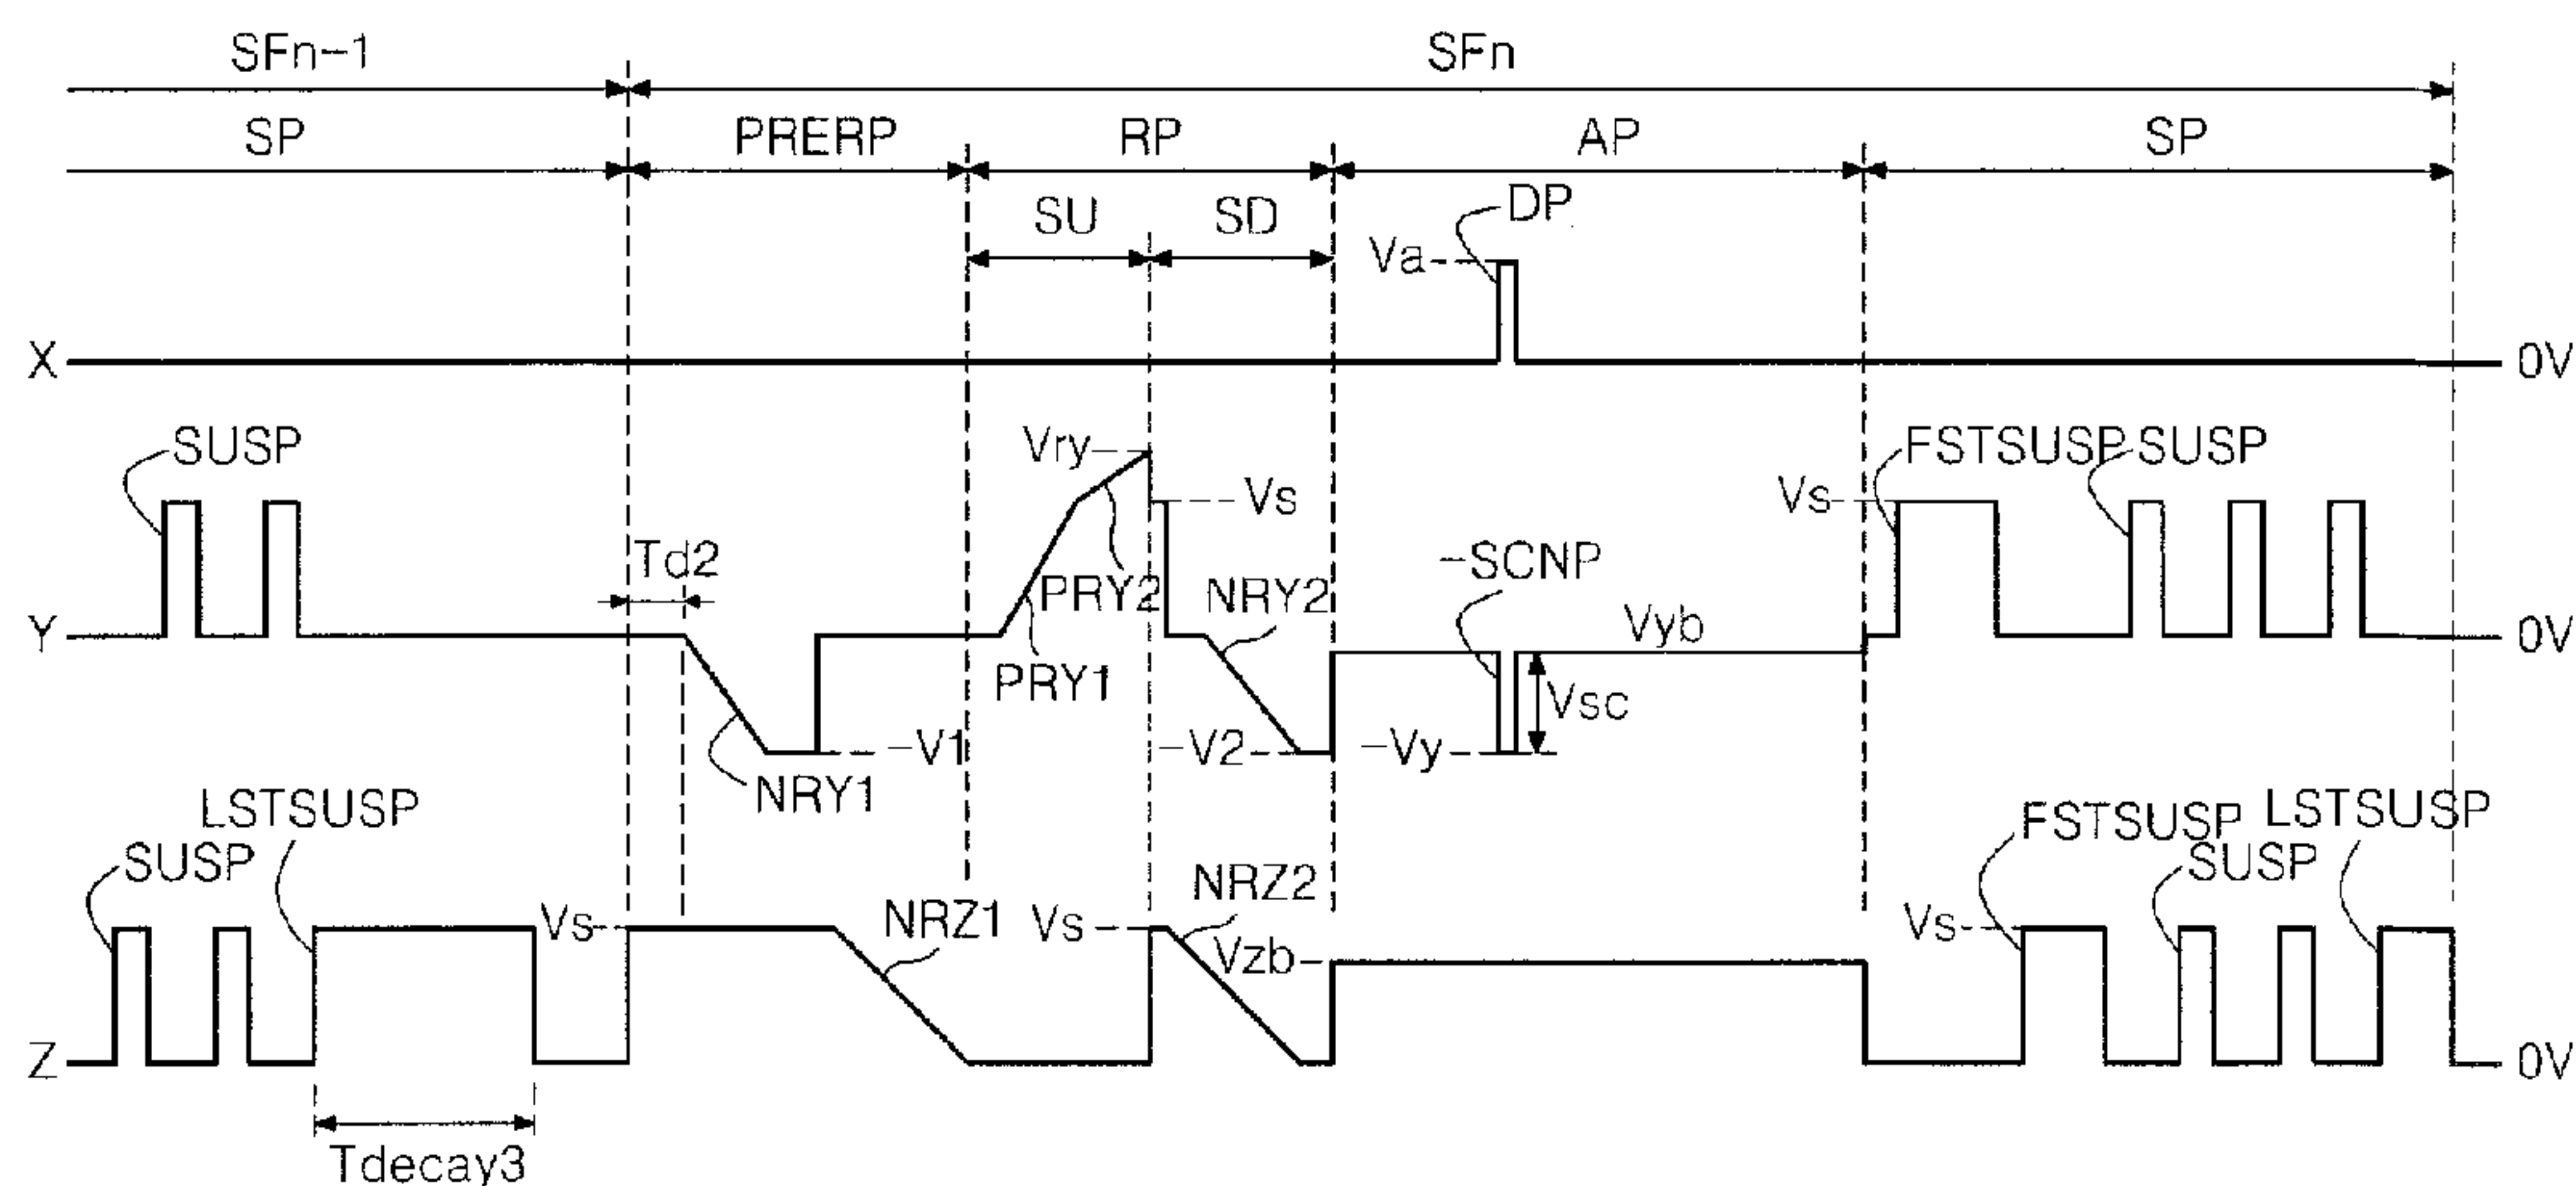 SFn-1 SFn
SP PRERP RP AP SP
SU SD DP
Va
X 0V
SUSP Vry Vs Vs FSTSUSP SUSP
Td2 PRY2 NRY2 -SCNP
Y Vyb 0V
PRY1 Vsc
-V1 -V2 -Vy
NRY1
LSTSUSP FSTSUSP LSTSUSP
SUSP NRZ2 SUSP
Vs NRZ1 Vs Vs
Vzb
Z 0V
Tdecay3